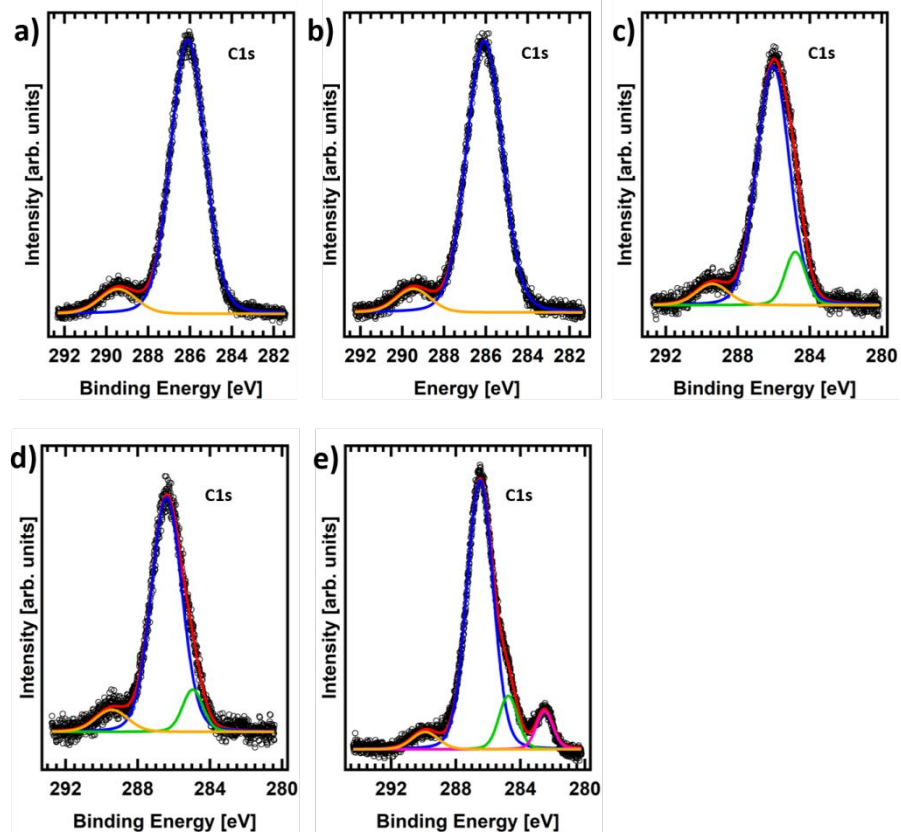 a)
C1s
Intensity [arb. units]
292 290 288 286 284 282
Binding Energy [eV]
b)
C1s
Intensity [arb. units]
292 290 288 286 284 282
Energy [eV]
c)
C1s
Intensity [arb. units]
292 288 284 280
Binding Energy [eV]
d)
C1s
Intensity [arb. units]
292 288 284 280
Binding Energy [eV]
e)
C1s
Intensity [arb. units]
292 288 284 280
Binding Energy [eV]